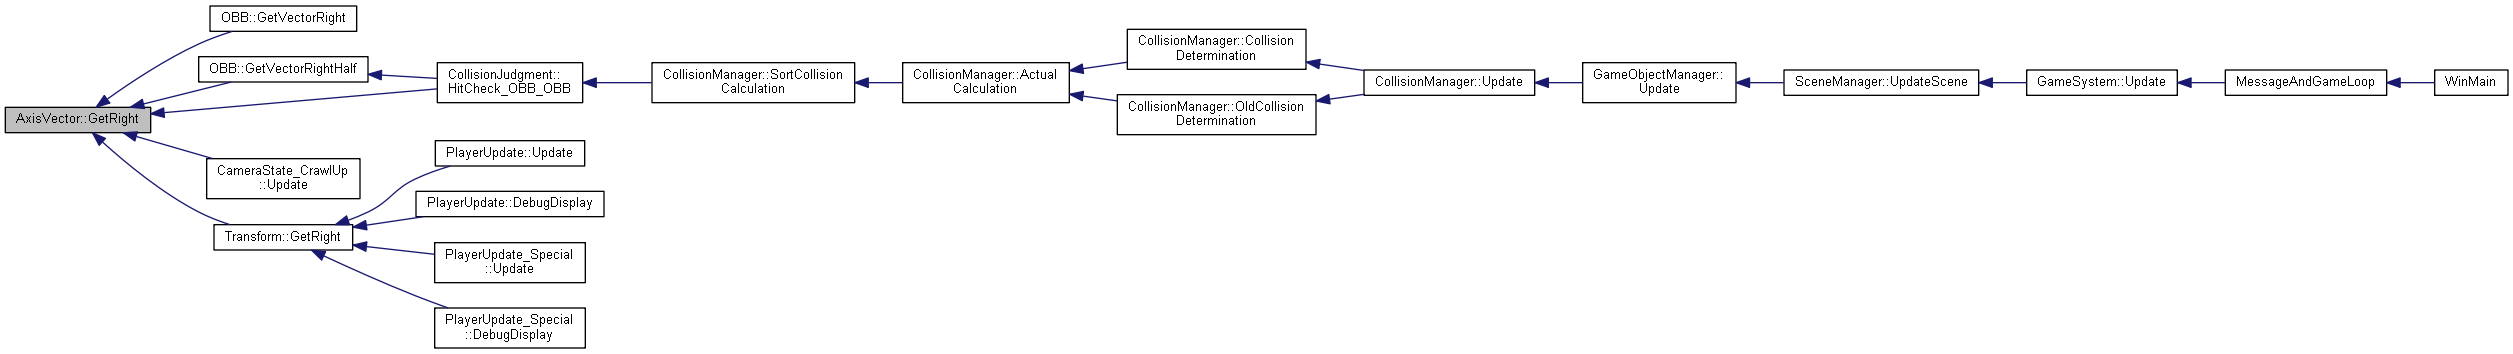 OBB::GetVectorRight
OBB::GetVectorRightHalf
AxisVector::GetRight
CameraState_CrawlUp
::Update
Transform::GetRight
CollisionJudgment::
HitCheck_OBB_OBB
PlayerUpdate::Update
PlayerUpdate::DebugDisplay
PlayerUpdate_Special
::Update
PlayerUpdate_Special
::DebugDisplay
CollisionManager::SortCollision
Calculation
CollisionManager::Actual
Calculation
CollisionManager::Collision
Determination
CollisionManager::OldCollision
Determination
CollisionManager::Update
GameObjectManager::
Update
SceneManager::UpdateScene
GameSystem::Update
MessageAndGameLoop
WinMain